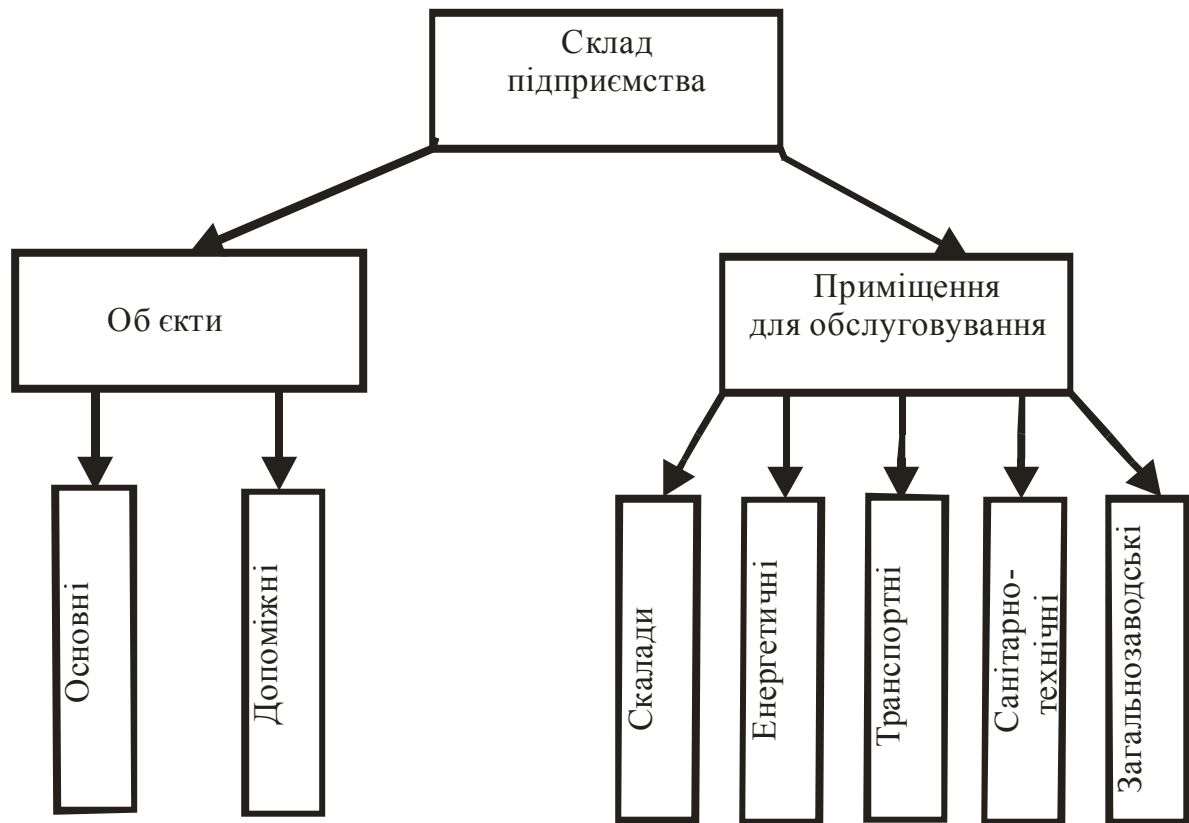 Склад
підприємства
Об єкти
Приміщення
для обслуговування
Основні
Допоміжні
Скалади
Енергетичні
Транспортні
Санітарно-
технічні
Загальнозаводські